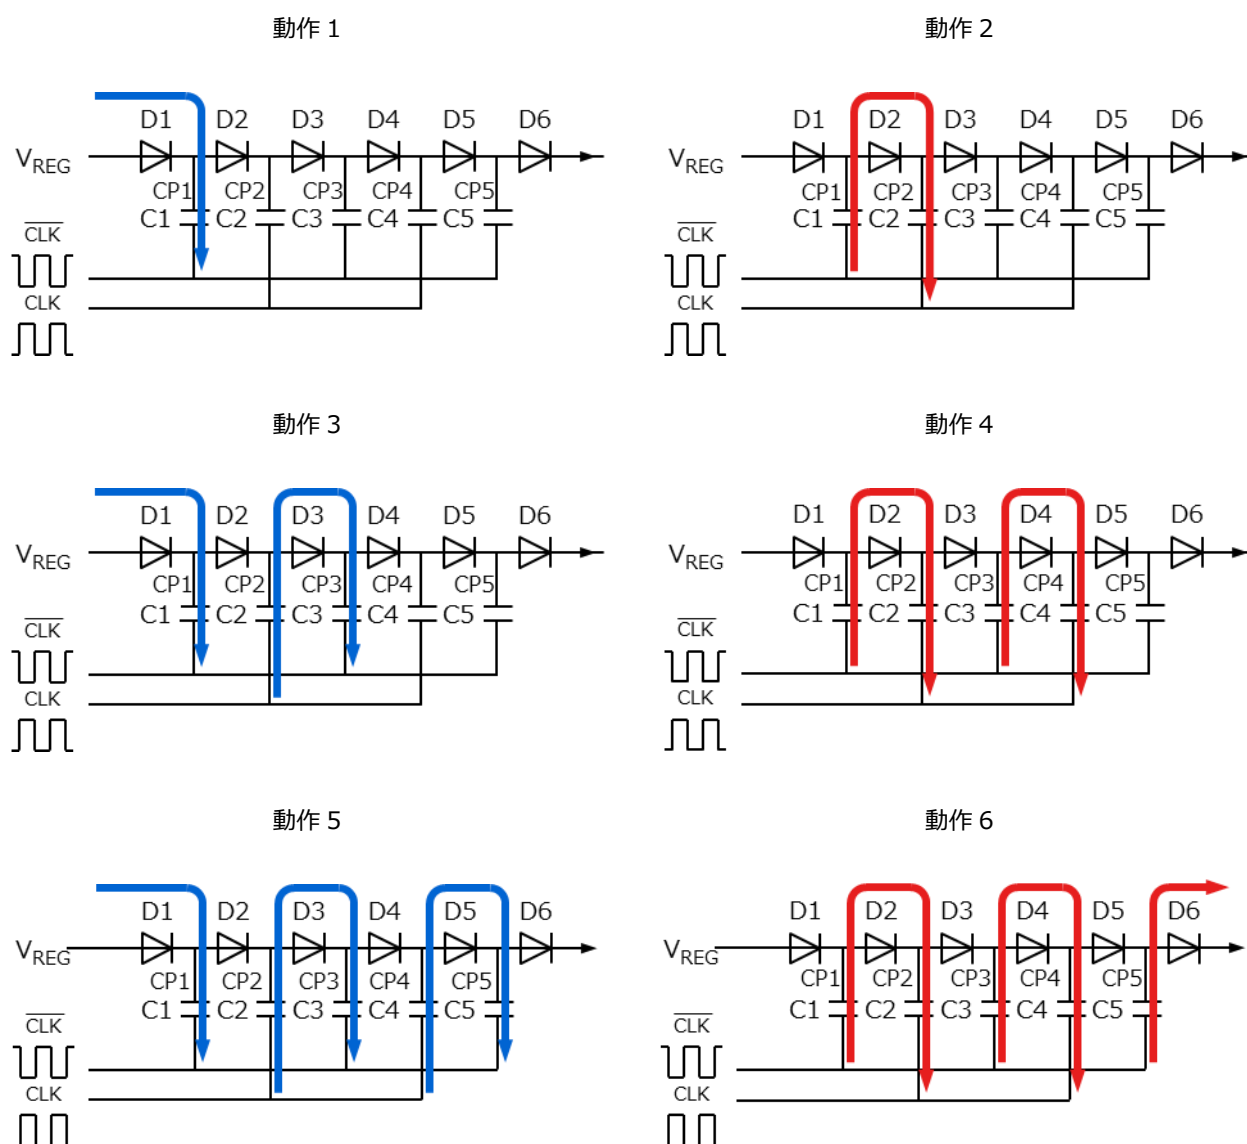 動作 1
D1 D2 D3 D4 D5 D6
VREG
CP1 CP2 CP3 CP4 CP5
C1 C2 C3 C4 C5
CLK
CLK
動作 2
D1 D2 D3 D4 D5 D6
VREG
CP1 CP2 CP3 CP4 CP5
C1 C2 C3 C4 C5
CLK
CLK
動作 3
D1 D2 D3 D4 D5 D6
VREG
CP1 CP2 CP3 CP4 CP5
C1 C2 C3 C4 C5
CLK
CLK
動作 4
D1 D2 D3 D4 D5 D6
VREG
CP1 CP2 CP3 CP4 CP5
C1 C2 C3 C4 C5
CLK
CLK
動作 5
D1 D2 D3 D4 D5 D6
VREG
CP1 CP2 CP3 CP4 CP5
C1 C2 C3 C4 C5
CLK
CLK
動作 6
D1 D2 D3 D4 D5 D6
VREG
CP1 CP2 CP3 CP4 CP5
C1 C2 C3 C4 C5
CLK
CLK